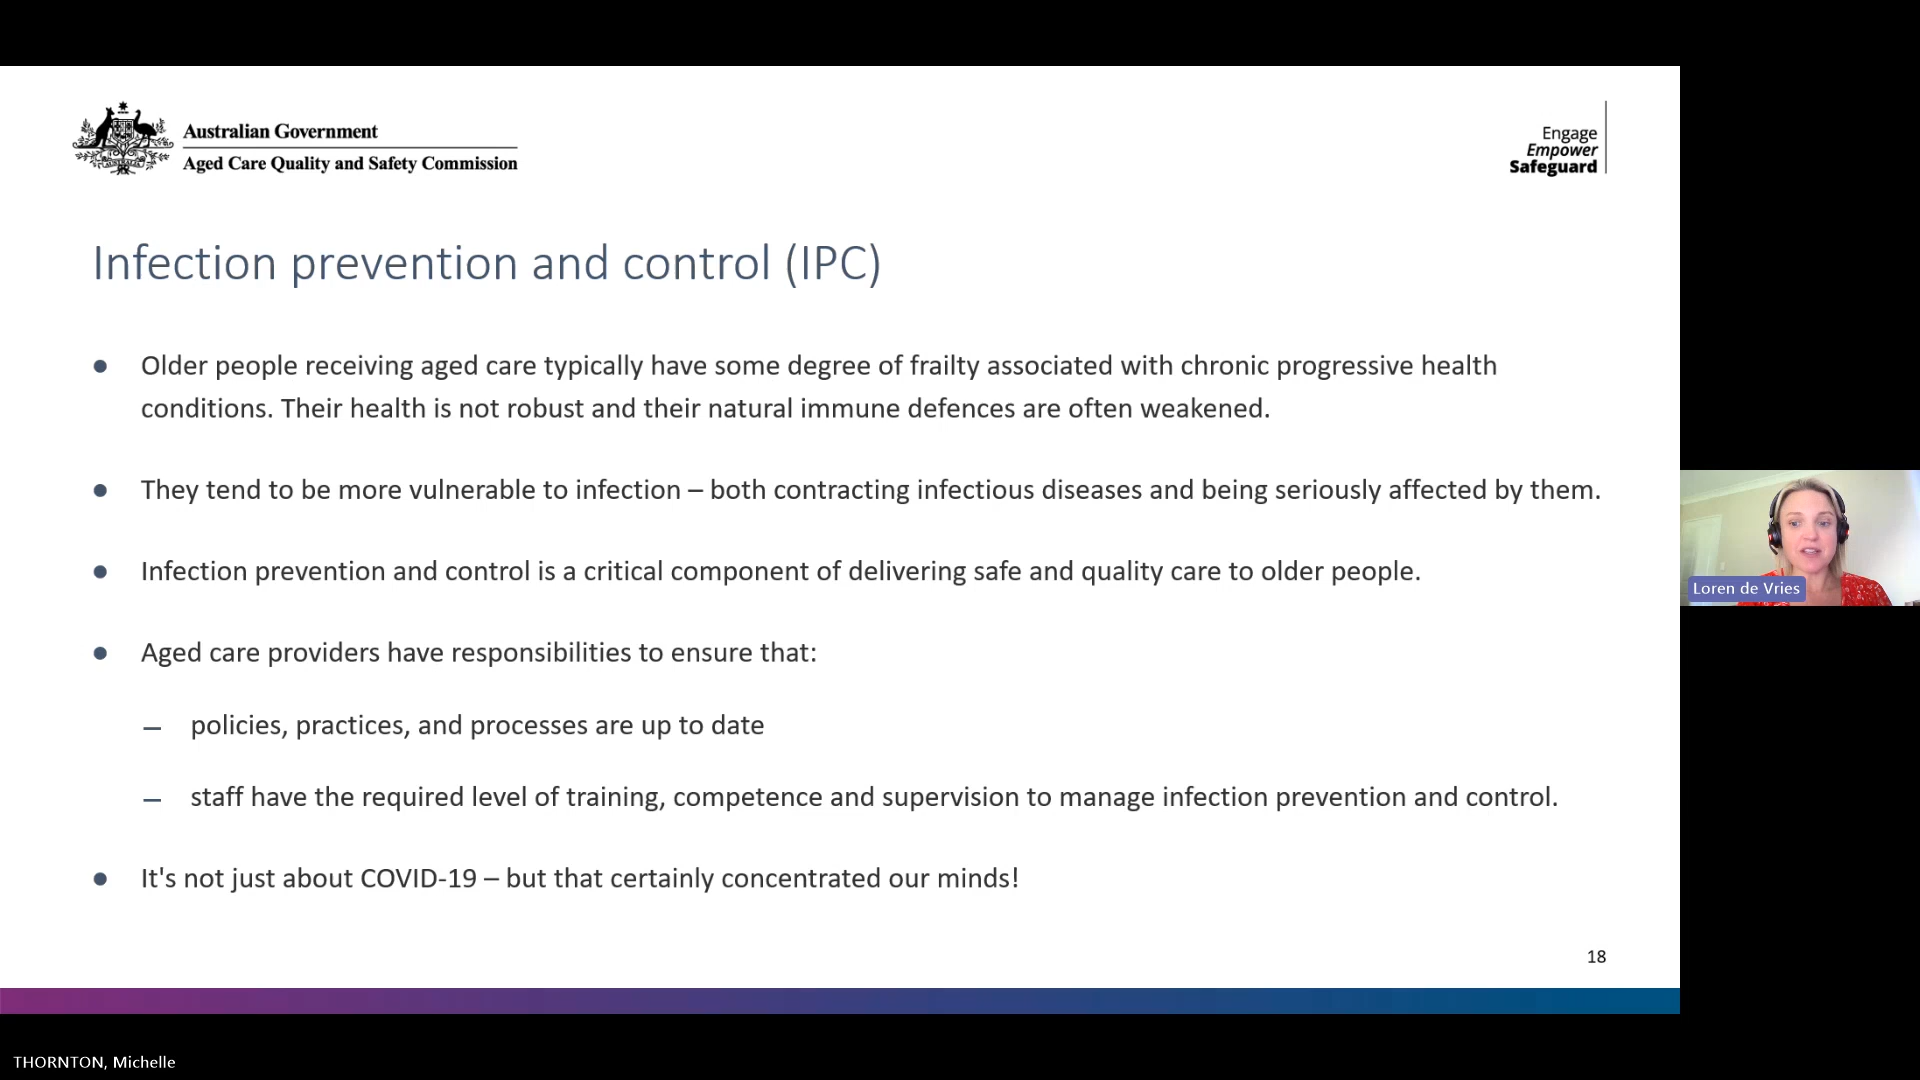 Australian Government
Aged Care Quality and Safety Commission
Engage
Empower
Safeguard
Infection prevention and control (IPC)
● Older people receiving aged care typically have some degree of frailty associated with chronic progressive health
conditions. Their health is not robust and their natural immune defences are often weakened.
● They tend to be more vulnerable to infection – both contracting infectious diseases and being seriously affected by them.
● Infection prevention and control is a critical component of delivering safe and quality care to older people.
● Aged care providers have responsibilities to ensure that:
– policies, practices, and processes are up to date
– staff have the required level of training, competence and supervision to manage infection prevention and control.
● It's not just about COVID-19 – but that certainly concentrated our minds!
18
Loren de Vries
THORNTON, Michelle